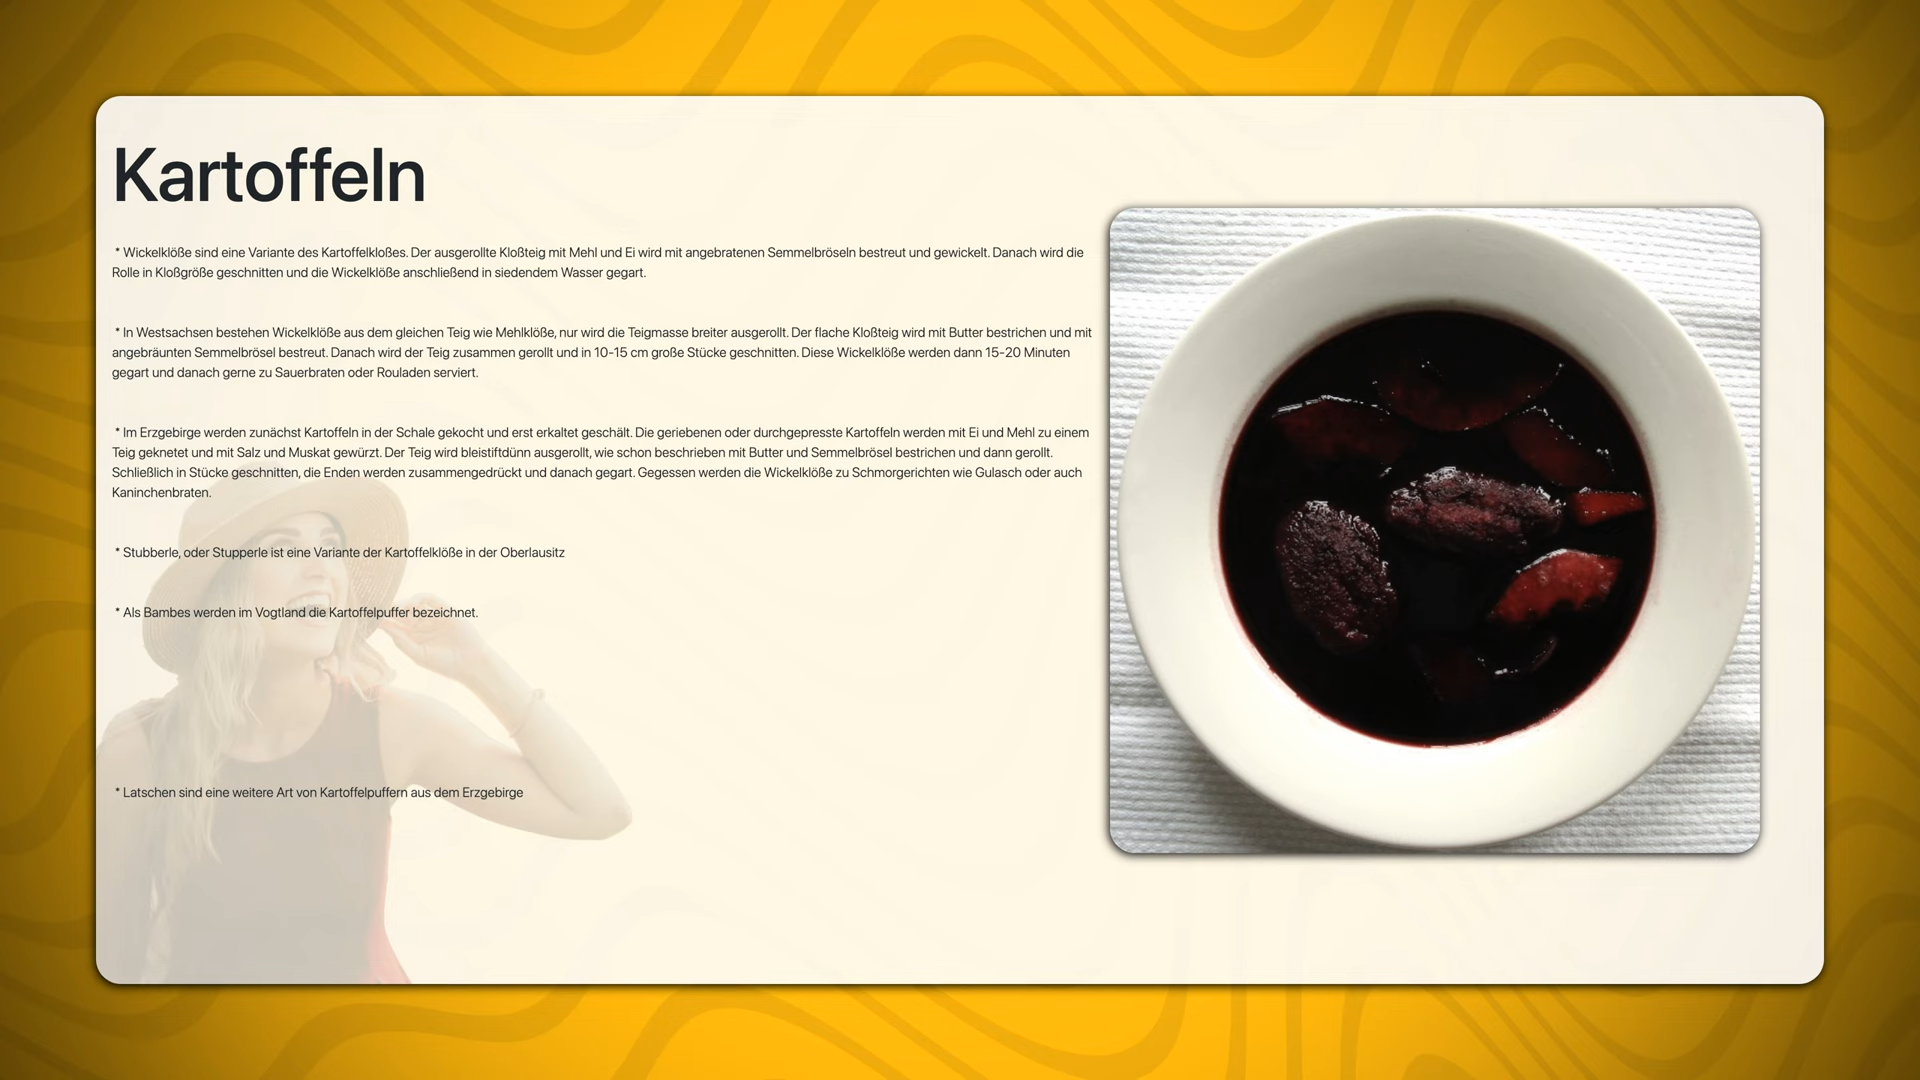 Kartoffeln
* Wickelklöße sind eine Variante des Kartoffelkloßes. Der ausgerollte Kloßteig mit Mehl und Ei wird mit angebratenen Semmelbröseln bestreut und gewickelt. Danach wird die
Rolle in Kloßgröße geschnitten und die Wickelklöße anschließend in siedendem Wasser gegart.
* In Westsachsen bestehen Wickelklöße aus dem gleichen Teig wie Mehlklöße, nur wird die Teigmasse breiter ausgerollt. Der flache Kloßteig wird mit Butter bestrichen und mit
angebräunten Semmelbrösel bestreut. Danach wird der Teig zusammen gerollt und in 10-15 cm große Stücke geschnitten. Diese Wickelklöße werden dann 15-20 Minuten
gegart und danach gerne zu Sauerbraten oder Rouladen serviert.
* Im Erzgebirge werden zunächst Kartoffeln in der Schale gekocht und erst erkaltet geschält. Die geriebenen oder durchgepresste Kartoffeln werden mit Ei und Mehl zu einem
Teig geknetet und mit Salz und Muskat gewürzt. Der Teig wird bleistiftdünn ausgerollt, wie schon beschrieben mit Butter und Semmelbrösel bestrichen und dann gerollt.
Schließlich in Stücke geschnitten, die Enden werden zusammengedrückt und danach gegart. Gegessen werden die Wickelklöße zu Schmorgerichten wie Gulasch oder auch
Kaninchenbraten.
* Stubberle, oder Stupperle ist eine Variante der Kartoffelklöße in der Oberlausitz
* Als Bambes werden im Vogtland die Kartoffelpuffer bezeichnet.
* Latschen sind eine weitere Art von Kartoffelpuffern aus dem Erzgebirge